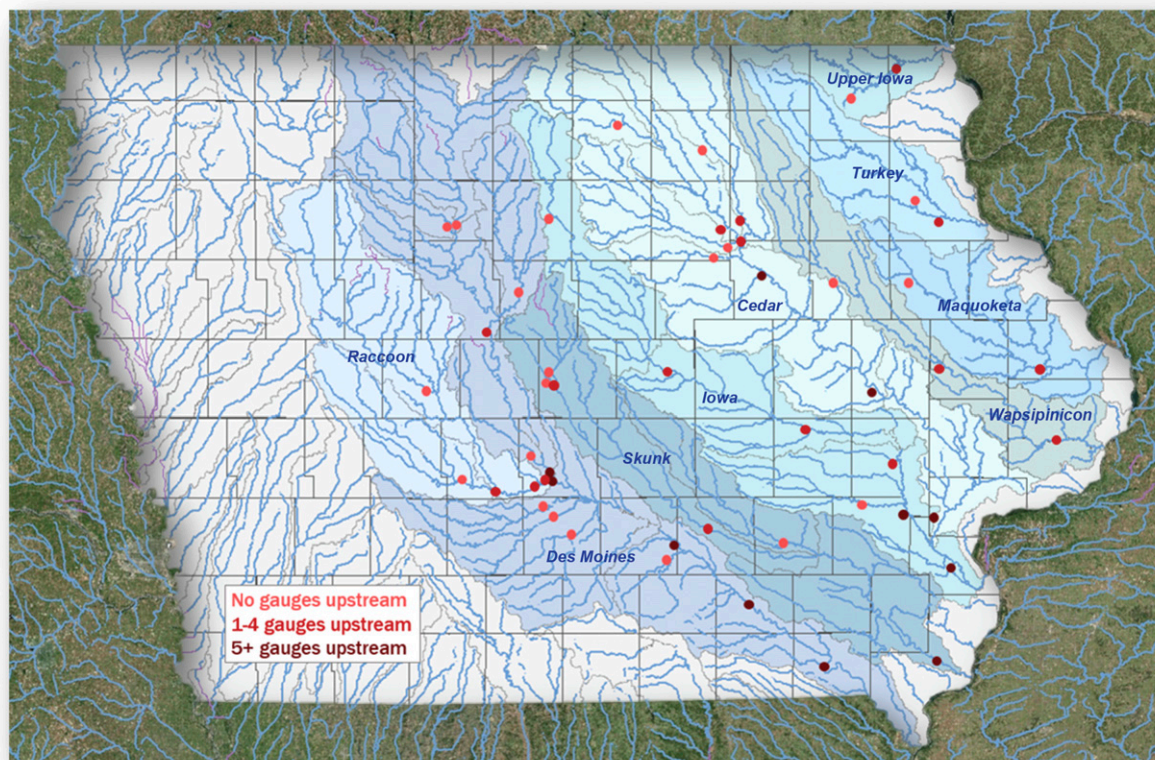 Upper Iowa
Turkey
Cedar
Maquoketa
Raccoon
Iowa
Wapsipinicon
Skunk
Des Moines
No gauges upstream
1-4 gauges upstream
5+ gauges upstream